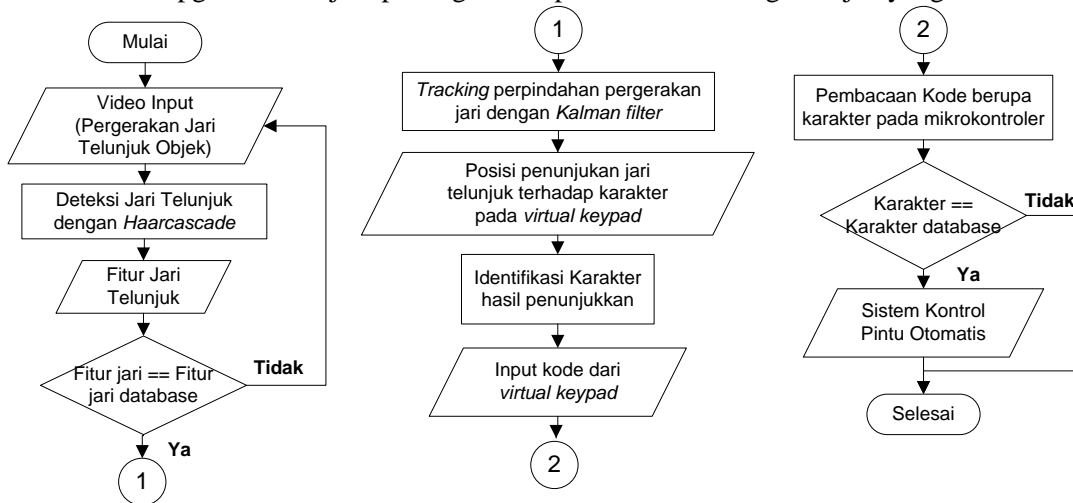 Mulai
Video Input
(Pergerakan Jari
Telunjuk Objek)
Deteksi Jari Telunjuk
dengan Haarcascade
Fitur Jari
Telunjuk
Fitur jari == Fitur
jari database
Tidak
Ya
1
1
Tracking perpindahan pergerakan
jari dengan Kalman filter
Posisi penunjukan jari
telunjuk terhadap karakter
pada virtual keypad
Identifikasi Karakter
hasil penunjukkan
Input kode dari
virtual keypad
2
2
Pembacaan Kode berupa
karakter pada mikrokontroler
Karakter ==
Karakter database
Tidak
Ya
Sistem Kontrol
Pintu Otomatis
Selesai